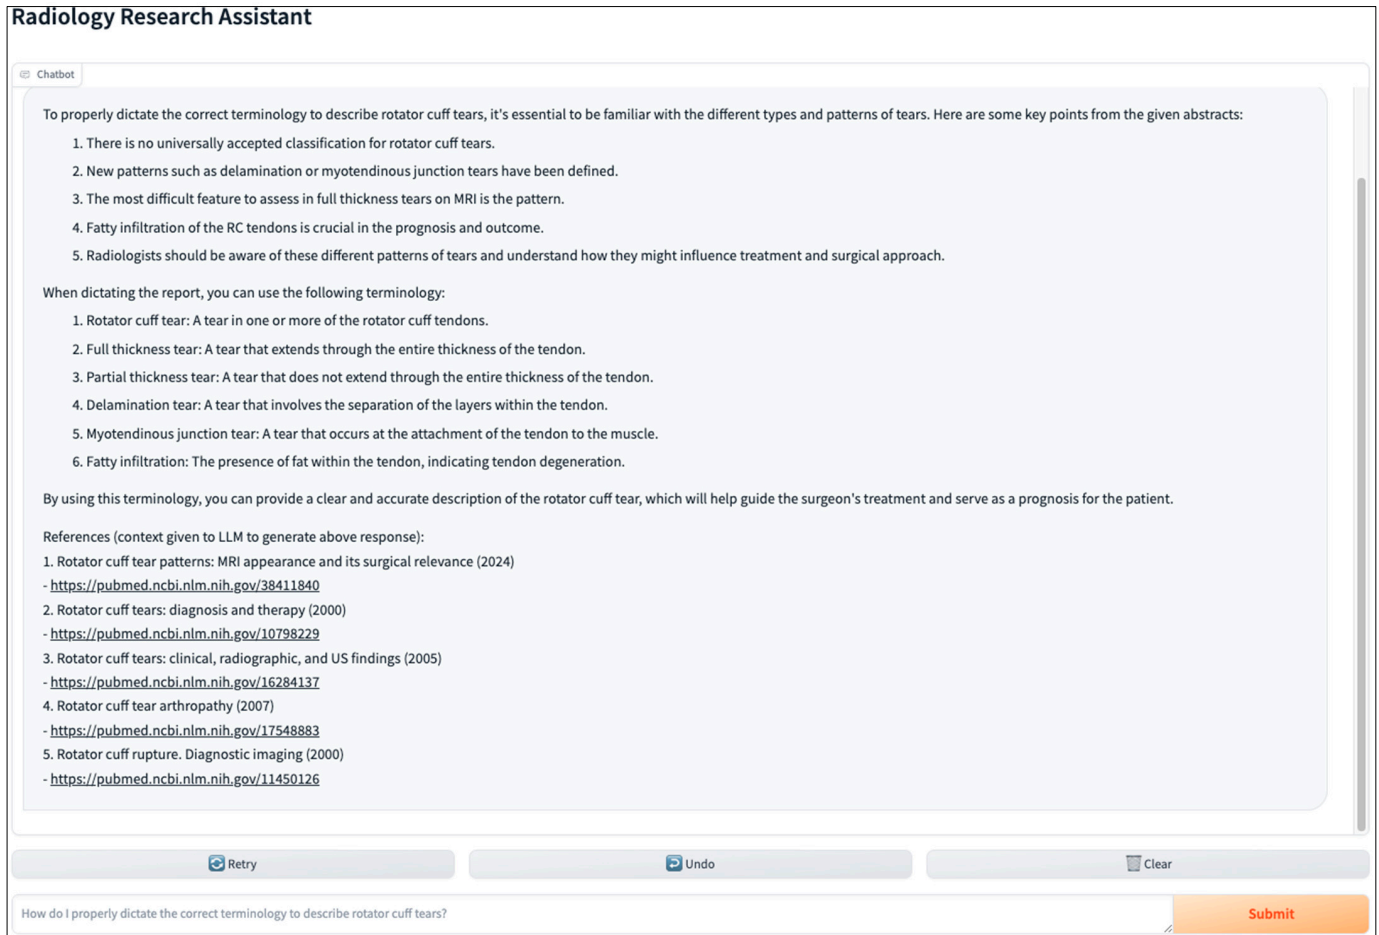 Radiology Research Assistant
Chatbot
To properly dictate the correct terminology to describe rotator cuff tears, it's essential to be familiar with the different types and patterns of tears. Here are some key points from the given abstracts:
1. There is no universally accepted classification for rotator cuff tears.
2. New patterns such as delamination or myotendinous junction tears have been defined.
3. The most difficult feature to assess in full thickness tears on MRI is the pattern.
4. Fatty infiltration of the RC tendons is crucial in the prognosis and outcome.
5. Radiologists should be aware of these different patterns of tears and understand how they might influence treatment and surgical approach.
When dictating the report, you can use the following terminology:
1. Rotator cuff tear: A tear in one or more of the rotator cuff tendons.
2. Full thickness tear: A tear that extends through the entire thickness of the tendon.
3. Partial thickness tear: A tear that does not extend through the entire thickness of the tendon.
4. Delamination tear: A tear that involves the separation of the layers within the tendon.
5. Myotendinous junction tear: A tear that occurs at the attachment of the tendon to the muscle.
6. Fatty infiltration: The presence of fat within the tendon, indicating tendon degeneration.
By using this terminology, you can provide a clear and accurate description of the rotator cuff tear, which will help guide the surgeon's treatment and serve as a prognosis for the patient.
References (context given to LLM to generate above response):
1. Rotator cuff tear patterns: MRI appearance and its surgical relevance (2024)
- https://pubmed.ncbi.nlm.nih.gov/38411840
2. Rotator cuff tears: diagnosis and therapy (2000)
- https://pubmed.ncbi.nlm.nih.gov/10798229
3. Rotator cuff tears: clinical, radiographic, and US findings (2005)
- https://pubmed.ncbi.nlm.nih.gov/16284137
4. Rotator cuff tear arthropathy (2007)
- https://pubmed.ncbi.nlm.nih.gov/17548883
5. Rotator cuff rupture. Diagnostic imaging (2000)
- https://pubmed.ncbi.nlm.nih.gov/11450126
Retry
Undo
Clear
How do I properly dictate the correct terminology to describe rotator cuff tears?
Submit